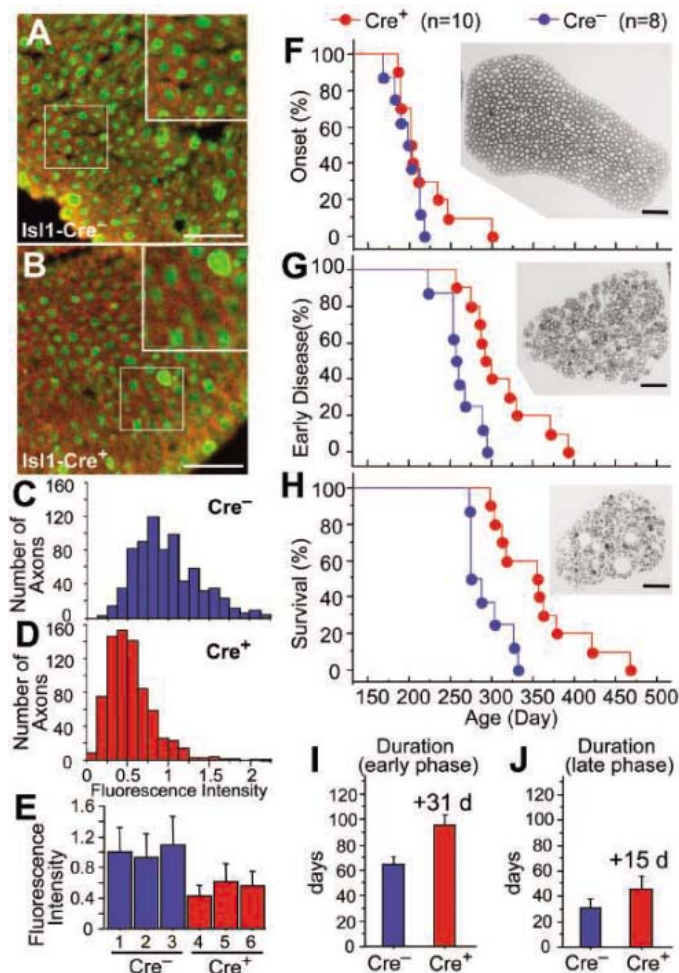 Cre+ (n=10) Cre− (n=8)
A
Isl1-Cre−
B
Isl1-Cre+
C
Cre−
Number of
Axons
160
120
80
40
0
D
Cre+
Number of
Axons
160
120
80
40
0
0 0.5 1 1.5 2
Fluorescence Intensity
E
Fluorescence
Intensity
1.6
1.2
0.8
0.4
0
1 2 3 4 5 6
Cre− Cre+
F
Onset (%)
100
80
60
40
20
0
G
Early Disease(%)
100
80
60
40
20
0
H
Survival (%)
100
80
60
40
20
0
150 200 250 300 350 400 450 500
Age (Day)
I
Duration
(early phase)
days
120
100
80
60
40
20
0
+31 d
Cre− Cre+
J
Duration
(late phase)
days
120
100
80
60
40
20
0
+15 d
Cre− Cre+